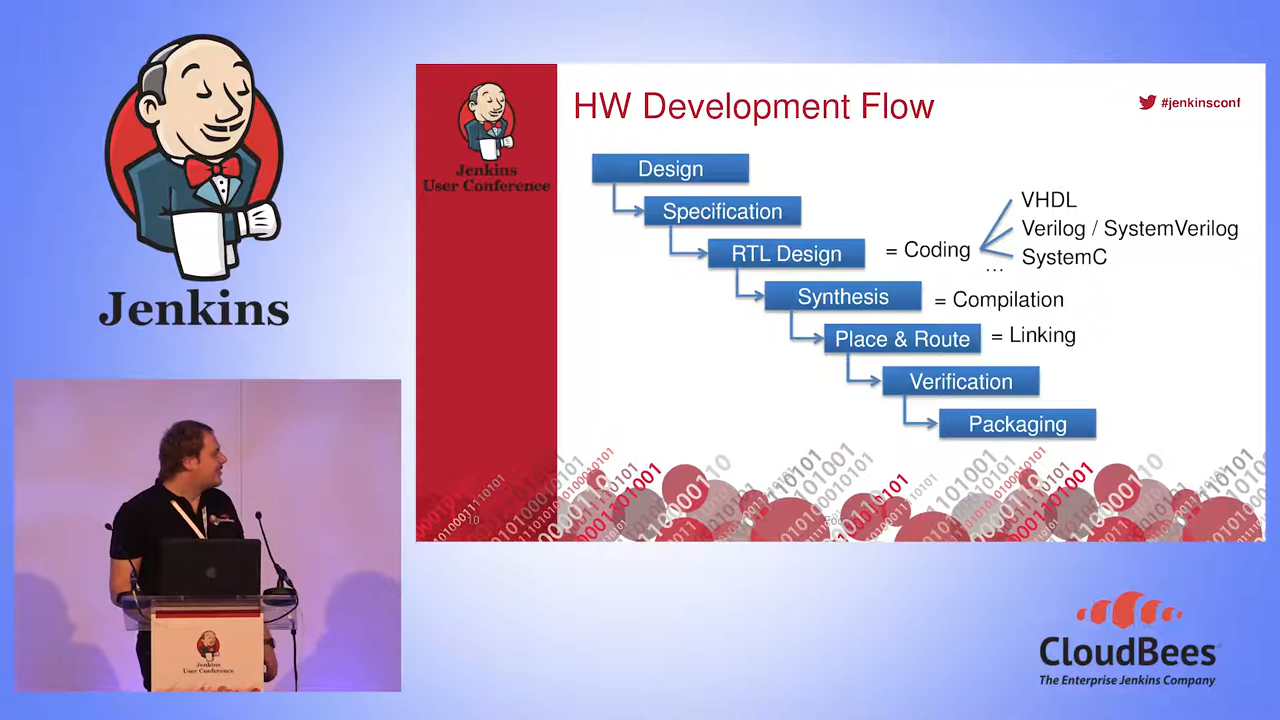 Jenkins
HW Development Flow
#jenkinsconf
Jenkins
User Conference
Design
Specification
RTL Design
= Coding
VHDL
Verilog / SystemVerilog
SystemC
...
Synthesis
= Compilation
Place & Route
= Linking
Verification
Packaging
10
Jenkins
User Conference
CloudBees
The Enterprise Jenkins Company